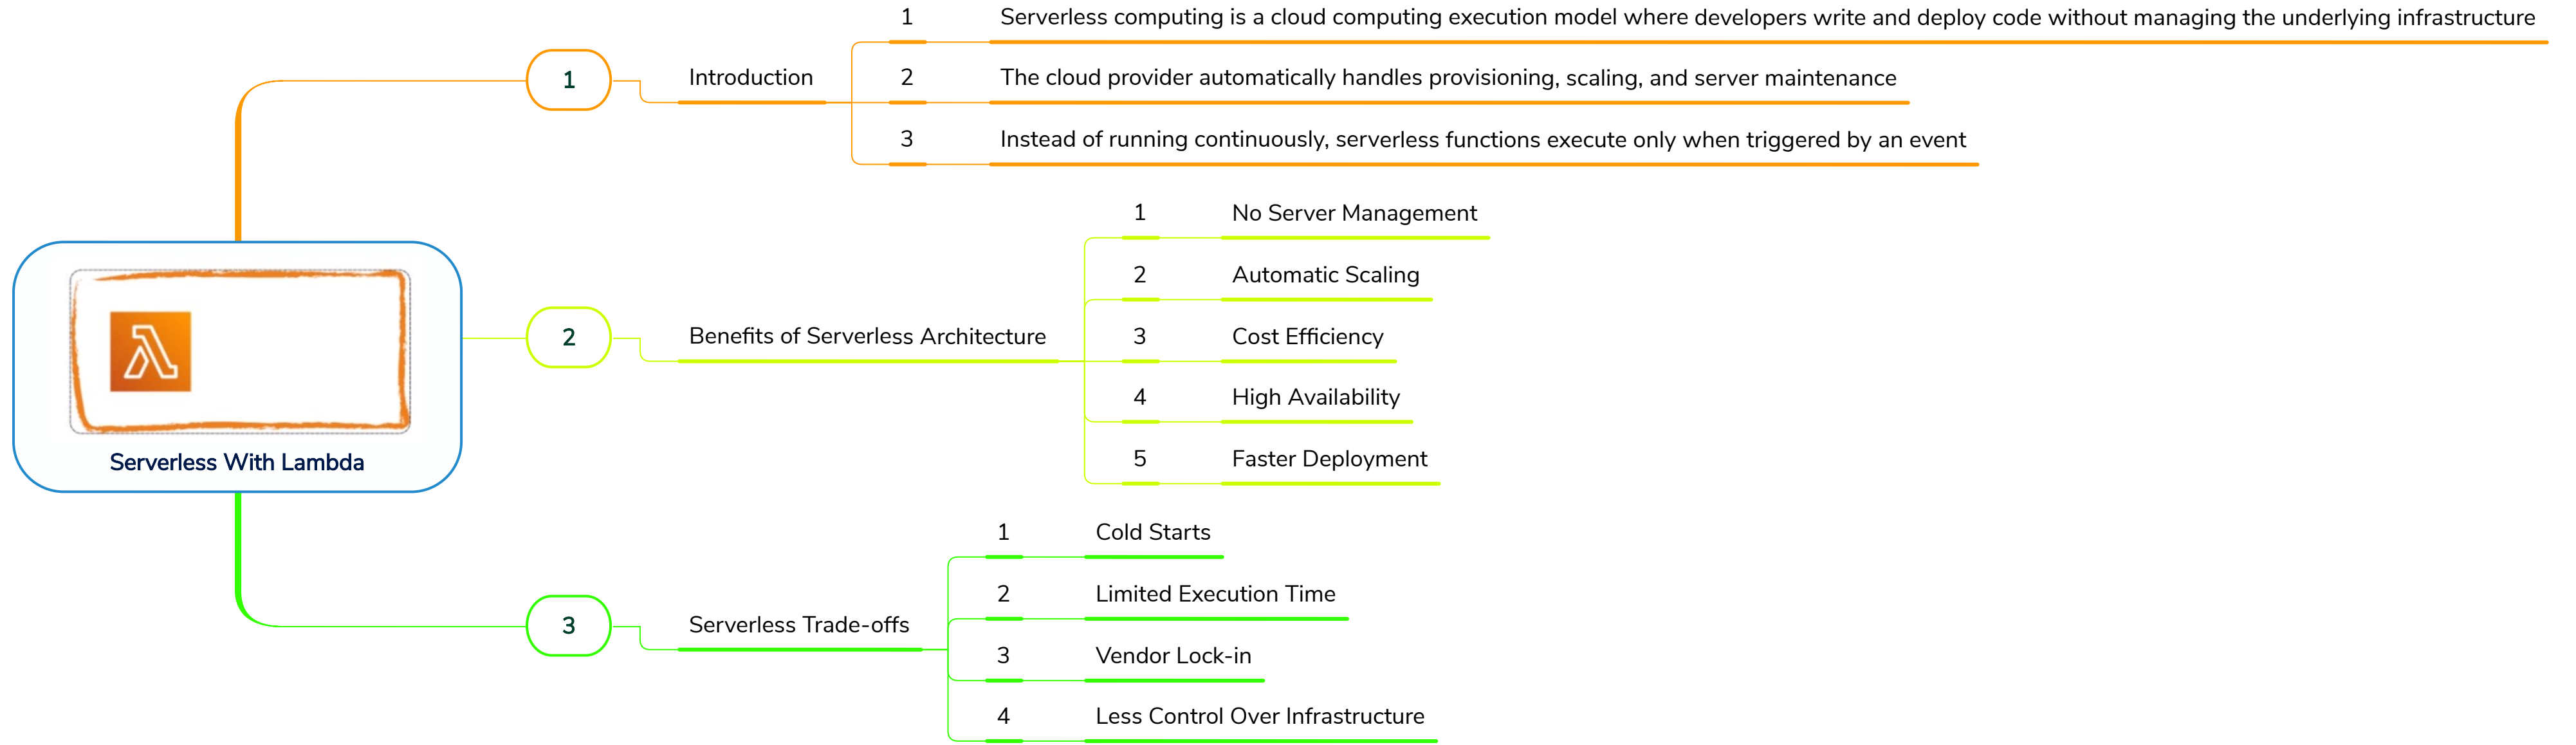 1 Serverless computing is a cloud computing execution model where developers write and deploy code without managing the underlying infrastructure
1 Introduction 2 The cloud provider automatically handles provisioning, scaling, and server maintenance
3 Instead of running continuously, serverless functions execute only when triggered by an event
1 No Server Management
2 Automatic Scaling
2 Benefits of Serverless Architecture 3 Cost Efficiency
4 High Availability
5 Faster Deployment
Serverless With Lambda
1 Cold Starts
2 Limited Execution Time
3 Serverless Trade-offs
3 Vendor Lock-in
4 Less Control Over Infrastructure